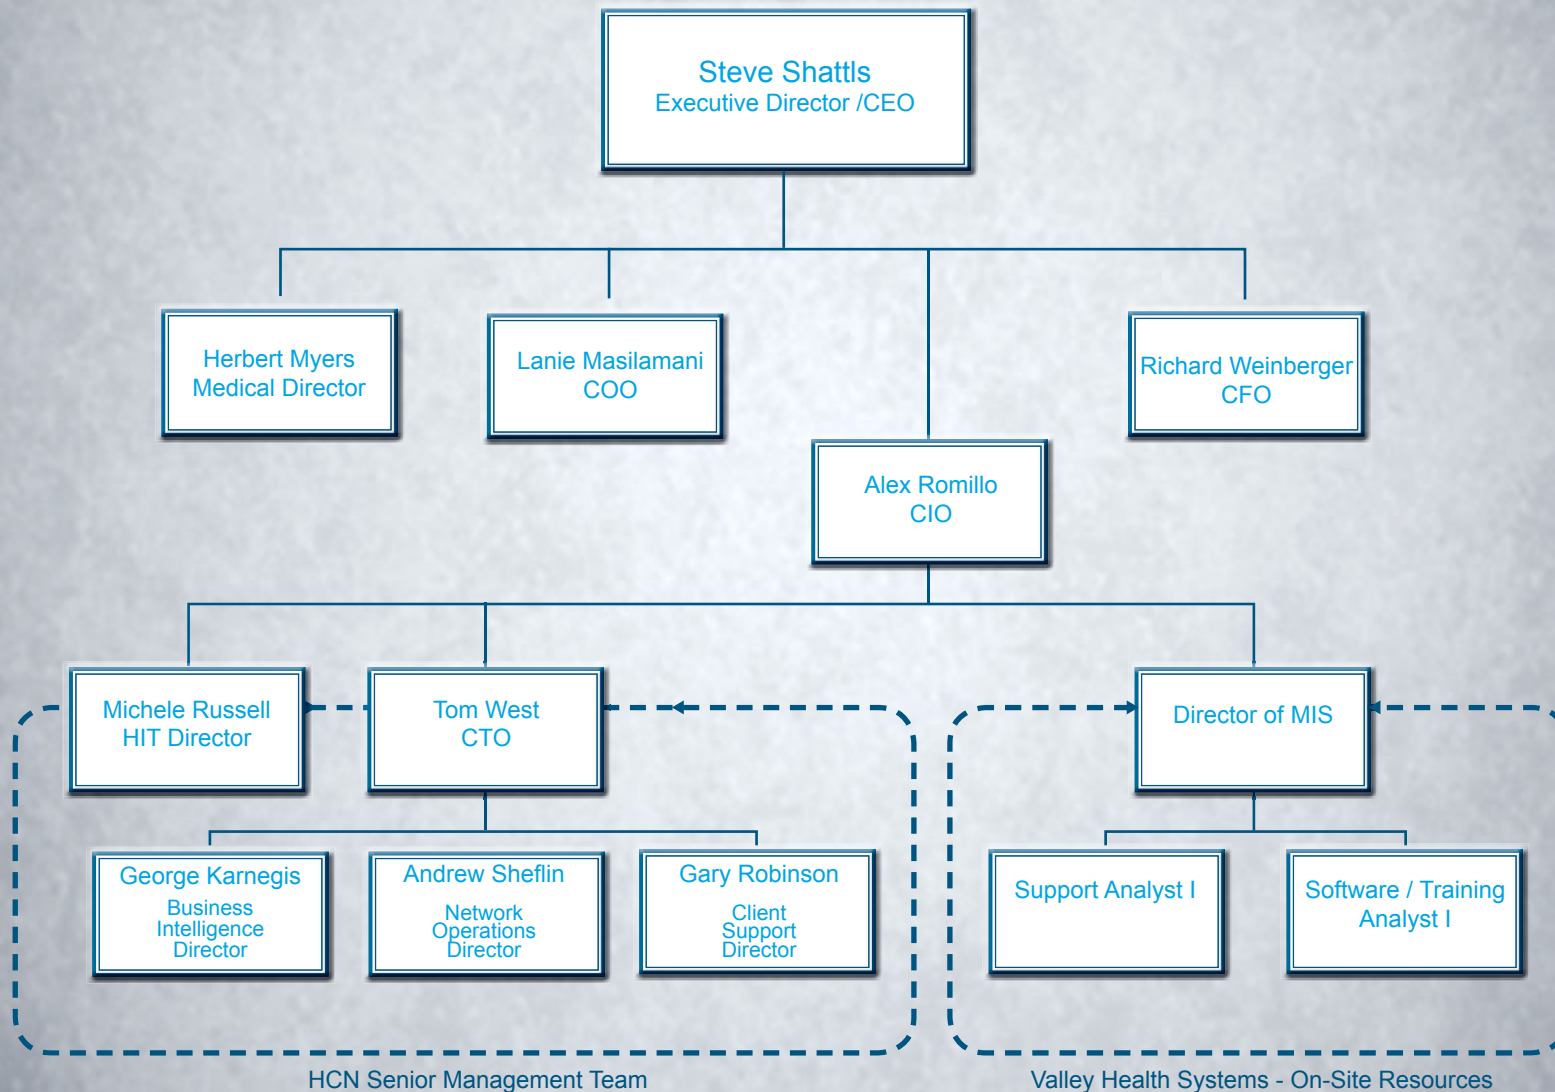 Steve Shattls
Executive Director /CEO
Herbert Myers
Medical Director
Lanie Masilamani
COO
Richard Weinberger
CFO
Alex Romillo
CIO
Michele Russell
HIT Director
Tom West
CTO
Director of MIS
George Karnegis
Business
Intelligence
Director
Andrew Sheflin
Network
Operations
Director
Gary Robinson
Client
Support
Director
Support Analyst I
Software / Training
Analyst I
HCN Senior Management Team
Valley Health Systems - On-Site Resources